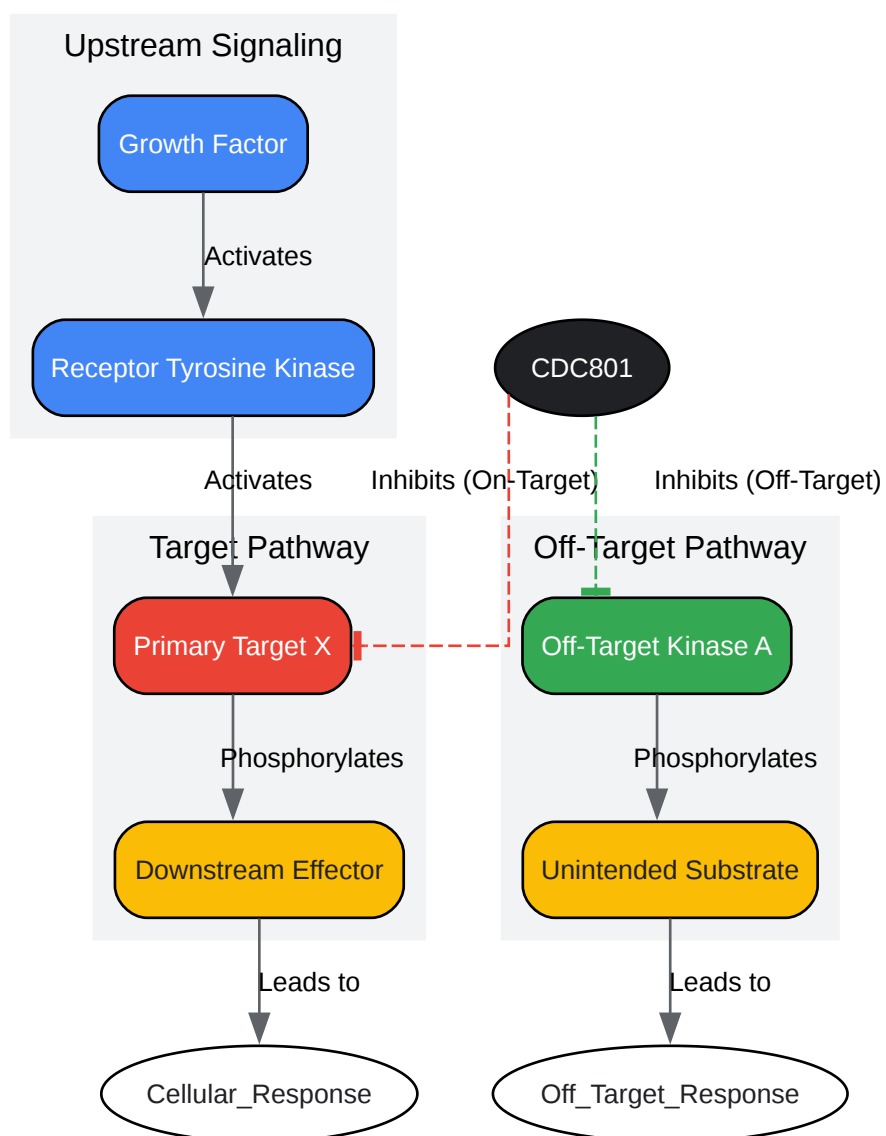 Upstream Signaling
Growth Factor
Activates
Receptor Tyrosine Kinase
CDC801
Activates
Inhibits (On-Target)
Inhibits (Off-Target)
Target Pathway
Off-Target Pathway
Primary Target X
Off-Target Kinase A
Phosphorylates
Phosphorylates
Downstream Effector
Unintended Substrate
Leads to
Leads to
Cellular_Response
Off_Target_Response